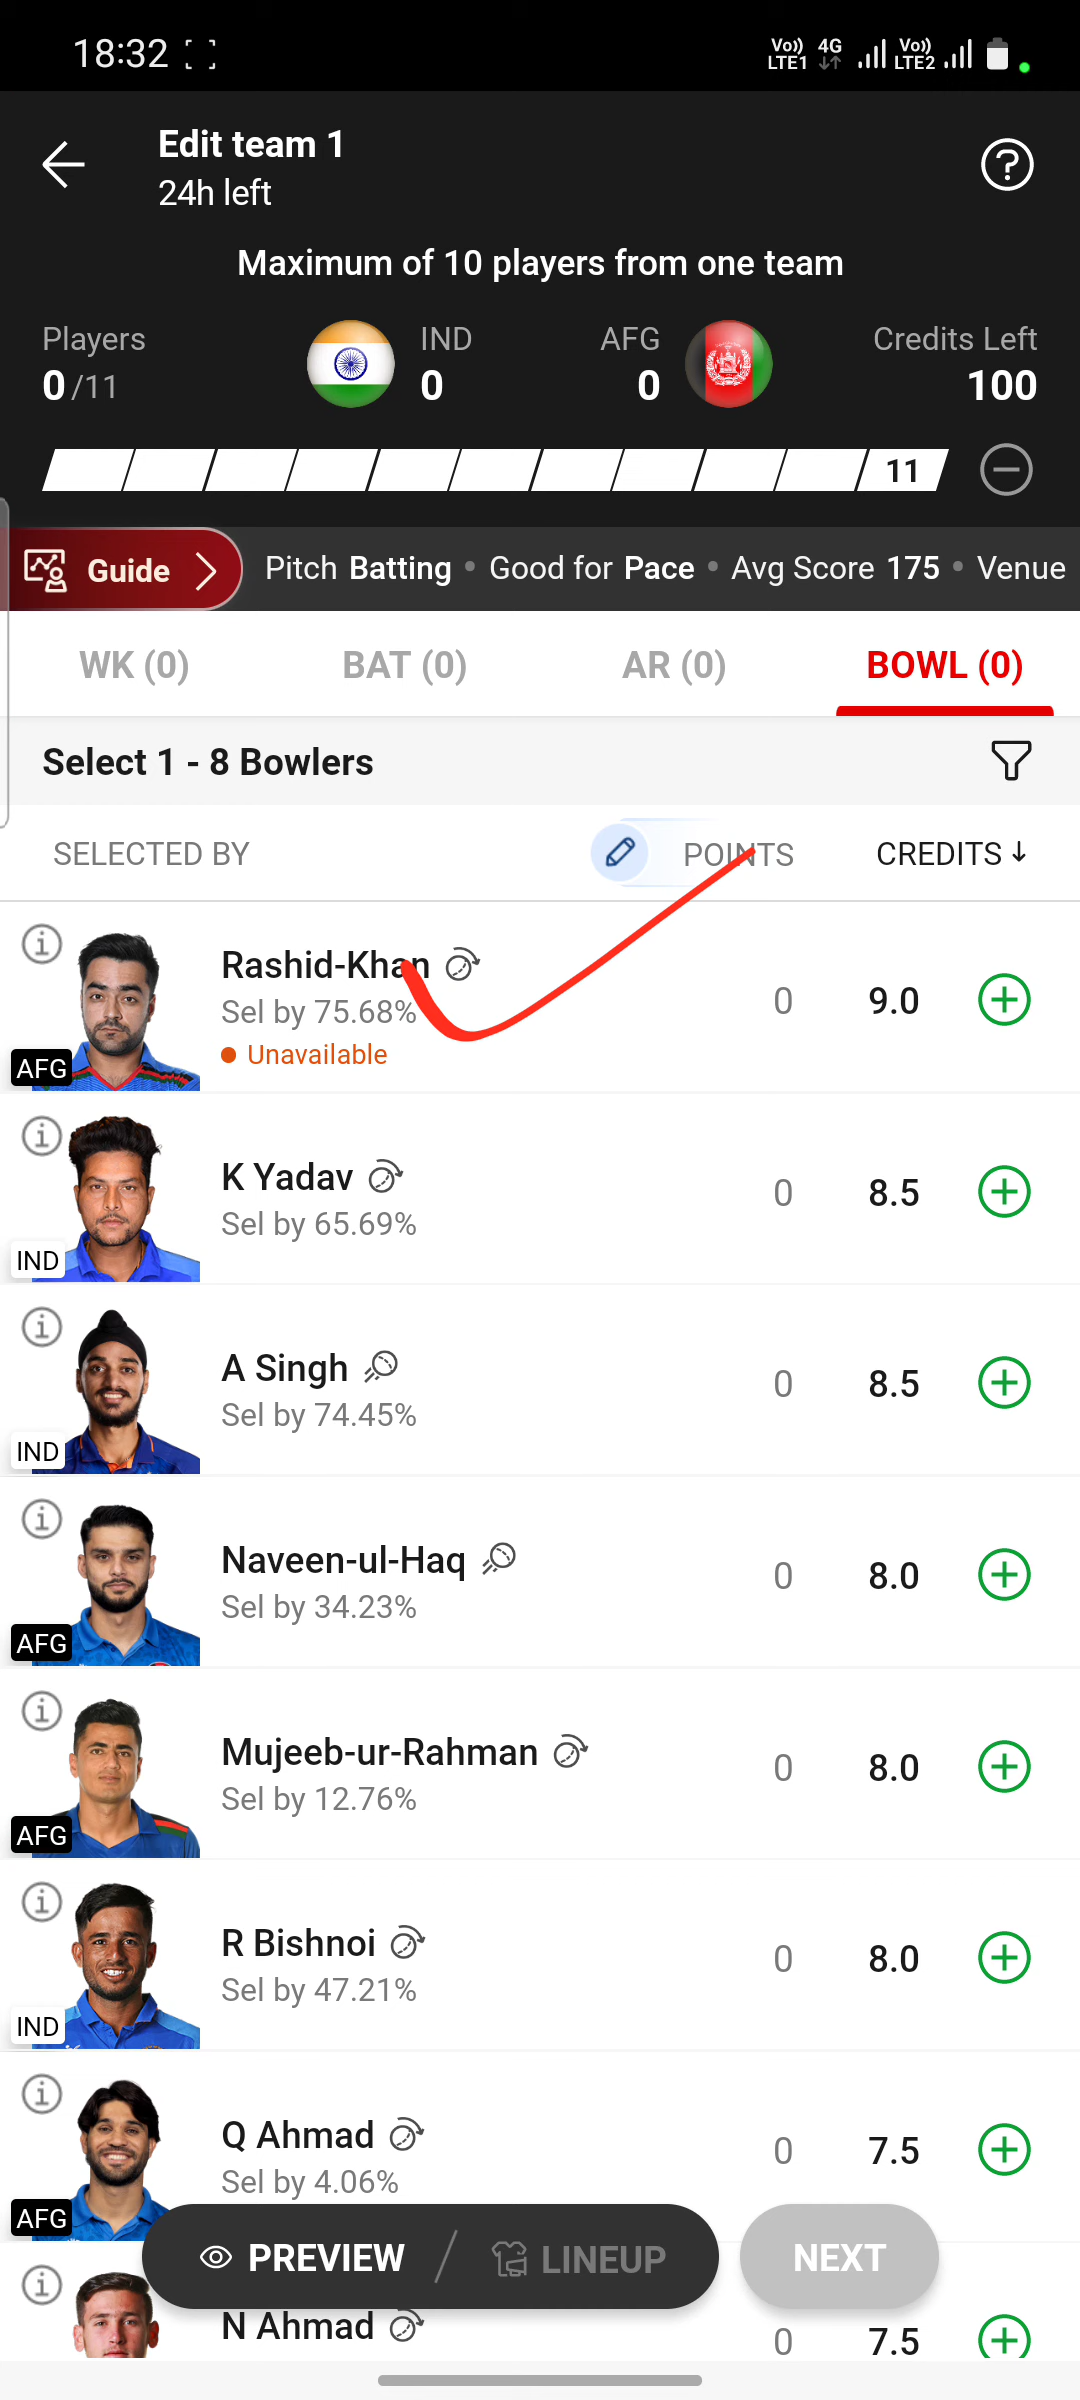 18:32
Vo)) LTE1 4G Vo)) LTE2
Edit team 1
24h left
Maximum of 10 players from one team
Players
0/11
IND
0
AFG
0
Credits Left
100
11
Guide
Pitch Batting • Good for Pace • Avg Score 175 • Venue
WK (0) BAT (0) AR (0) BOWL (0)
Select 1 - 8 Bowlers
SELECTED BY POINTS CREDITS ↓
Rashid-Khan
Sel by 75.68%
Unavailable
AFG
0 9.0
K Yadav
Sel by 65.69%
IND
0 8.5
A Singh
Sel by 74.45%
IND
0 8.5
Naveen-ul-Haq
Sel by 34.23%
AFG
0 8.0
Mujeeb-ur-Rahman
Sel by 12.76%
AFG
0 8.0
R Bishnoi
Sel by 47.21%
IND
0 8.0
Q Ahmad
Sel by 4.06%
AFG
0 7.5
PREVIEW LINEUP NEXT
N Ahmad
0 7.5